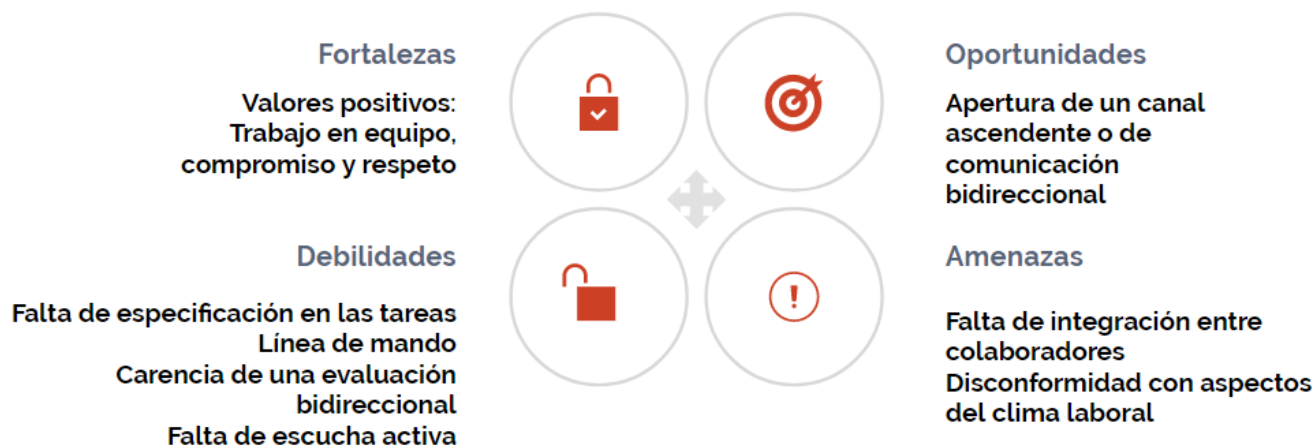 Fortalezas
Valores positivos:
Trabajo en equipo,
compromiso y respeto
Oportunidades
Apertura de un canal
ascendente o de
comunicación
bidireccional
Debilidades
Falta de especificación en las tareas
Línea de mando
Carencia de una evaluación
bidireccional
Falta de escucha activa
Amenazas
Falta de integración entre
colaboradores
Disconformidad con aspectos
del clima laboral